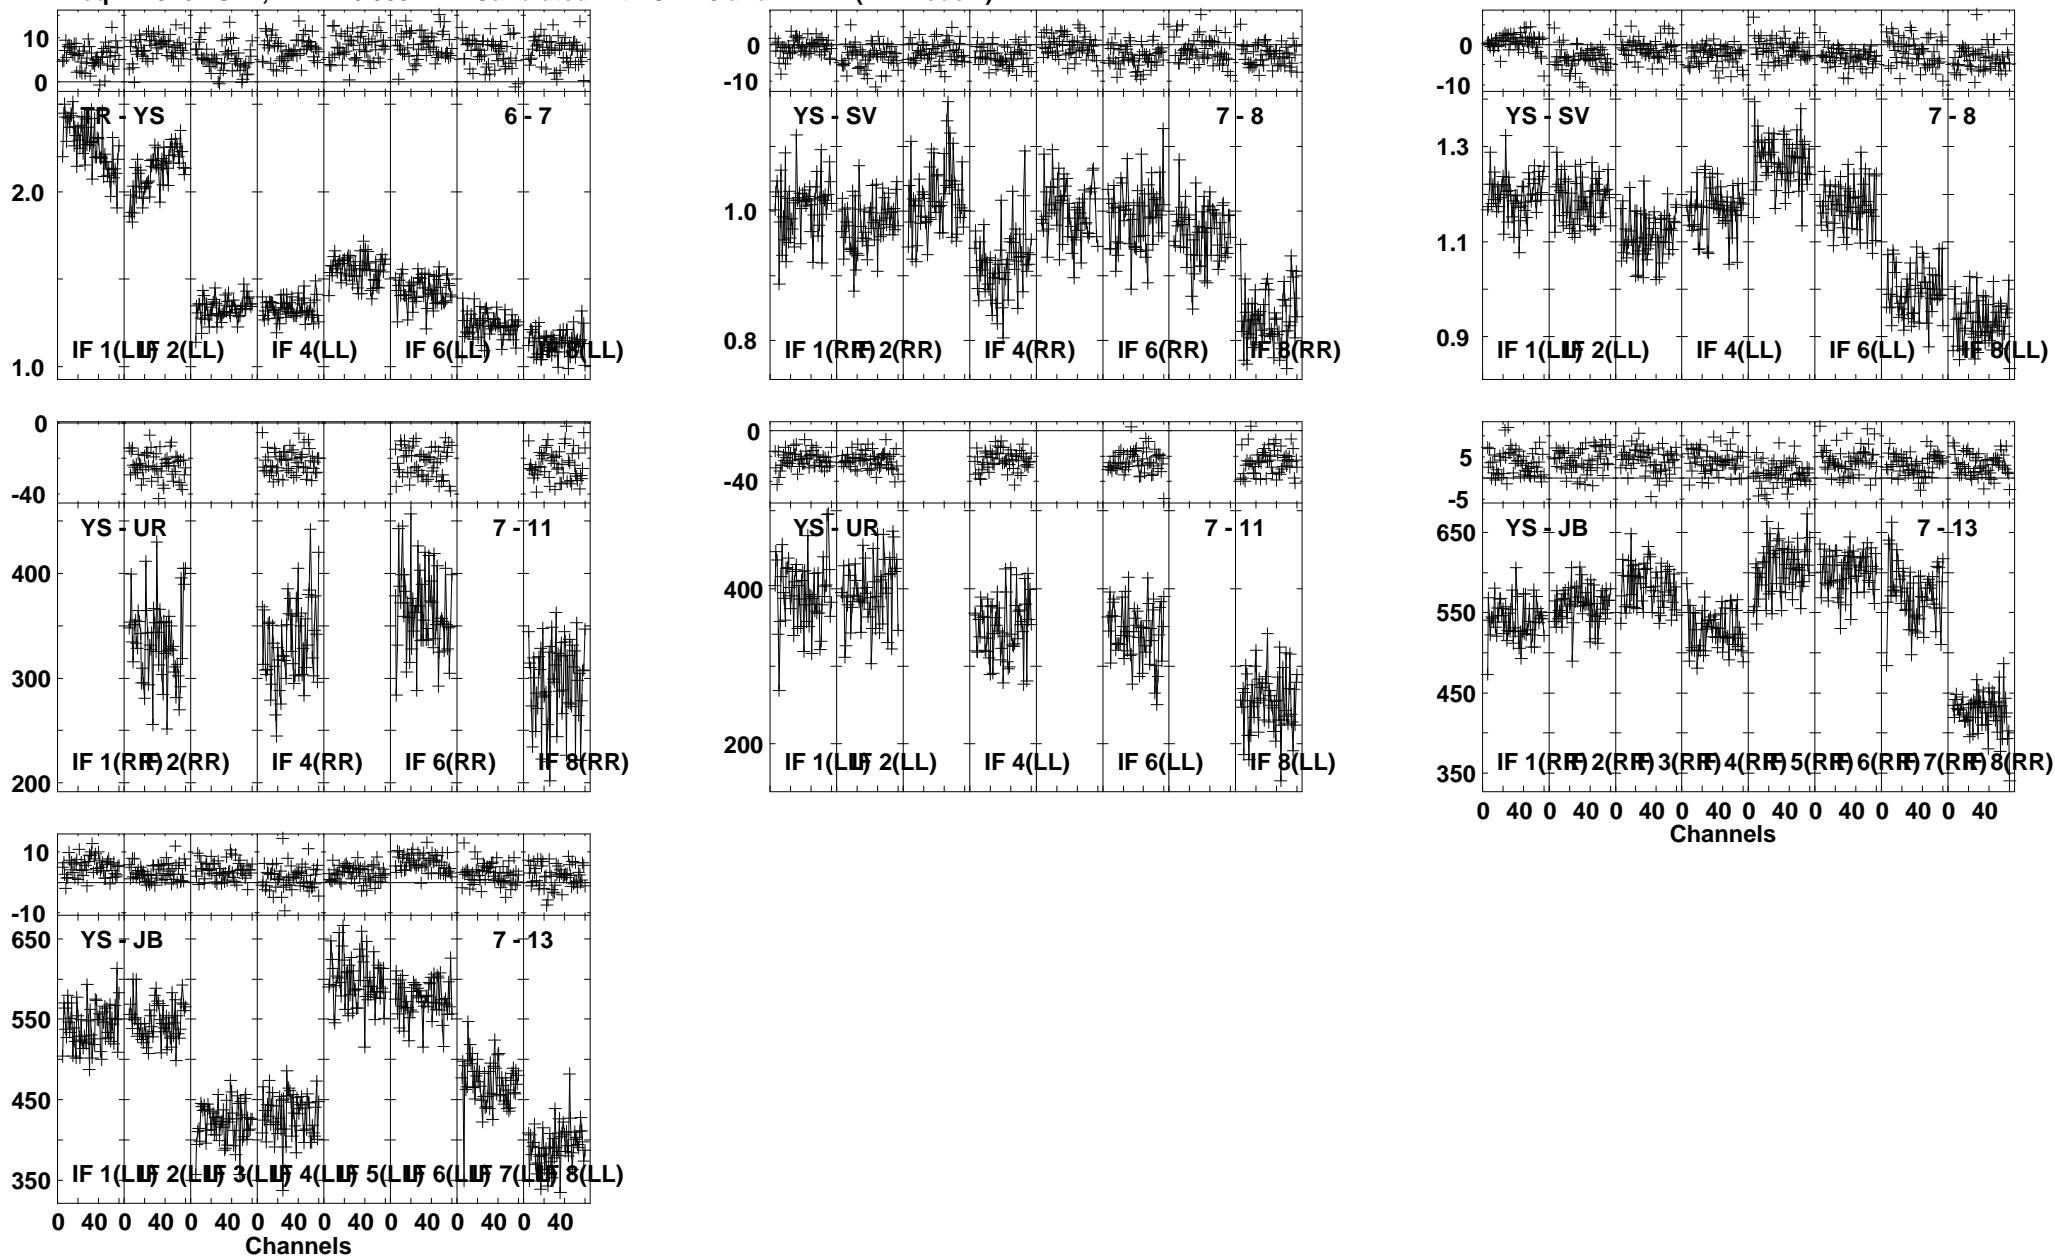 10
0
TR - YS
6 - 7
2.0
1.0
IF 1(LL)
IF 2(LL)
IF 4(LL)
IF 6(LL)
IF 8(LL)
0
-10
YS - SV
7 - 8
1.0
0.8
IF 1(RR)
IF 2(RR)
IF 4(RR)
IF 6(RR)
IF 8(RR)
0
-10
YS - SV
7 - 8
1.3
1.1
0.9
IF 1(LL)
IF 2(LL)
IF 4(LL)
IF 6(LL)
IF 8(LL)
0
-40
YS - UR
7 - 11
400
300
200
IF 1(RR)
IF 2(RR)
IF 4(RR)
IF 6(RR)
IF 8(RR)
0
-40
YS - UR
7 - 11
400
200
IF 1(LL)
IF 2(LL)
IF 4(LL)
IF 6(LL)
IF 8(LL)
5
-5
YS - JB
7 - 13
650
550
450
350
IF 1(RR)
IF 2(RR)
IF 3(RR)
IF 4(RR)
IF 5(RR)
IF 6(RR)
IF 7(RR)
IF 8(RR)
0 40 0 40 0 40 0 40 0 40 0 40 0 40 0 40
Channels
10
-10
YS - JB
7 - 13
650
550
450
350
IF 1(LL)
IF 2(LL)
IF 3(LL)
IF 4(LL)
IF 5(LL)
IF 6(LL)
IF 7(LL)
IF 8(LL)
0 40 0 40 0 40 0 40 0 40 0 40 0 40 0 40
Channels